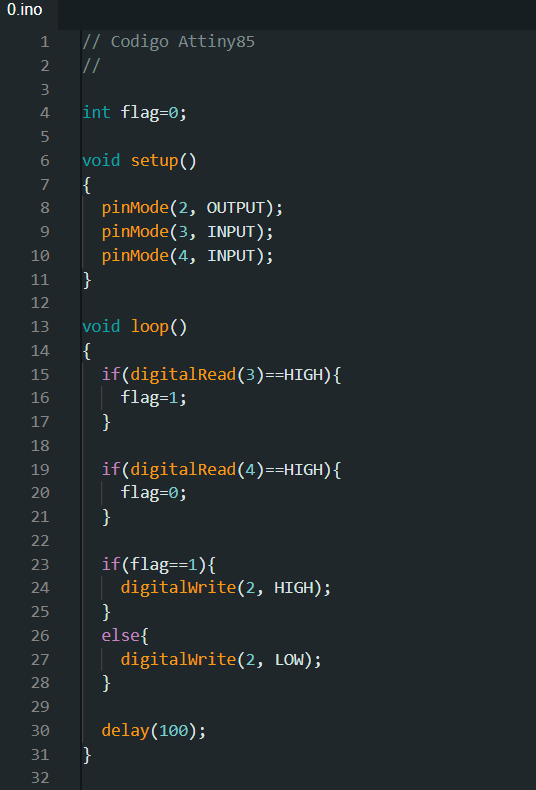 0.ino
1 // Codigo Attiny85
2 //
3
4 int flag=0;
5
6 void setup()
7 {
8   pinMode(2, OUTPUT);
9   pinMode(3, INPUT);
10   pinMode(4, INPUT);
11 }
12
13 void loop()
14 {
15   if(digitalRead(3)==HIGH){
16     flag=1;
17   }
18
19   if(digitalRead(4)==HIGH){
20     flag=0;
21   }
22
23   if(flag==1){
24     digitalWrite(2, HIGH);
25   }
26   else{
27     digitalWrite(2, LOW);
28   }
29
30   delay(100);
31 }
32